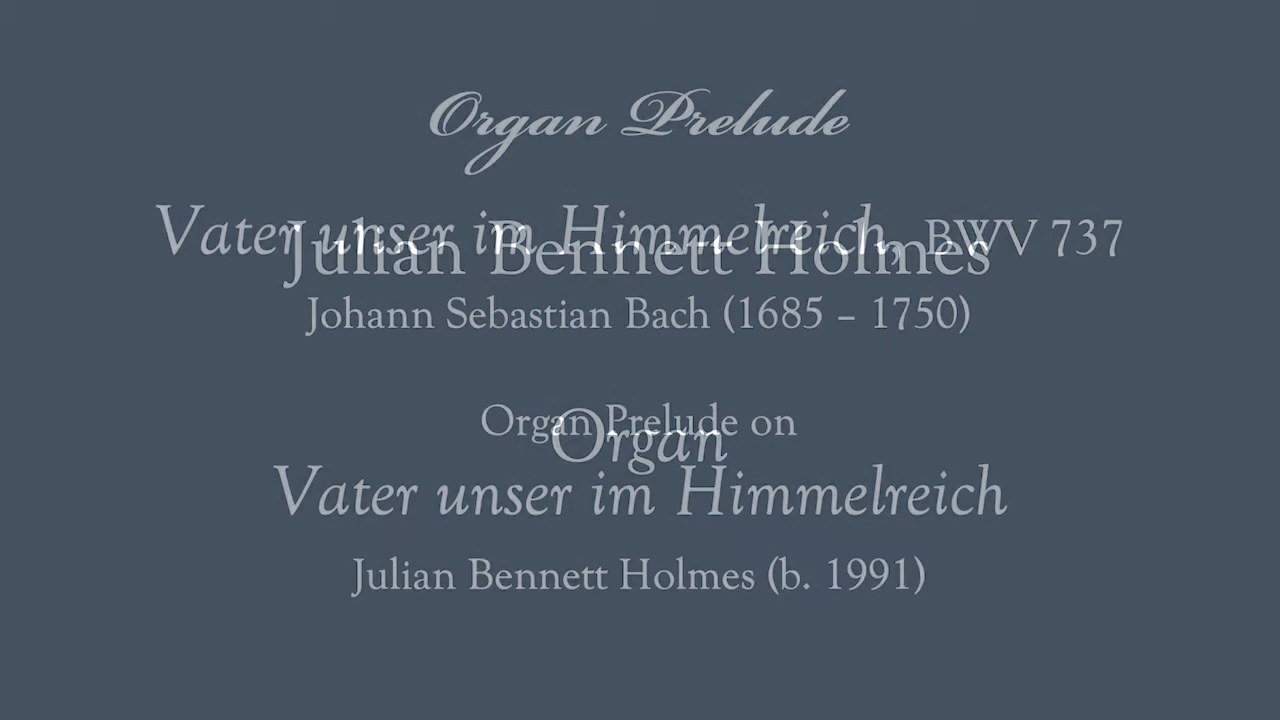 Organ Prelude
Vater unser im Himmelreich, BWV 737
Julian Bennett Holmes
Johann Sebastian Bach (1685 – 1750)
Organ Prelude on
Organ
Vater unser im Himmelreich
Julian Bennett Holmes (b. 1991)